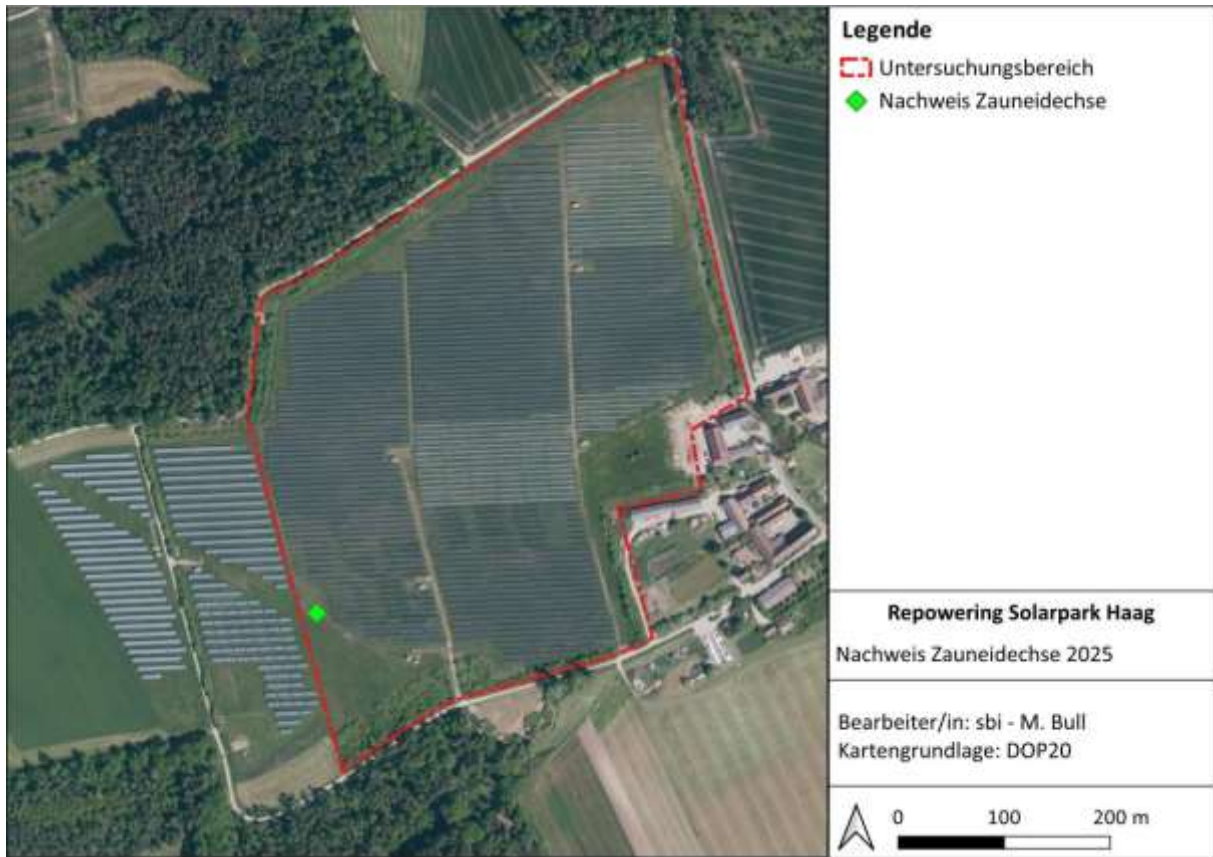 Legende
Untersuchungsbereich
Nachweis Zauneidechse
Repowering Solarpark Haag
Nachweis Zauneidechse 2025
Bearbeiter/in: sbi - M. Bull
Kartengrundlage: DOP20
0 100 200 m